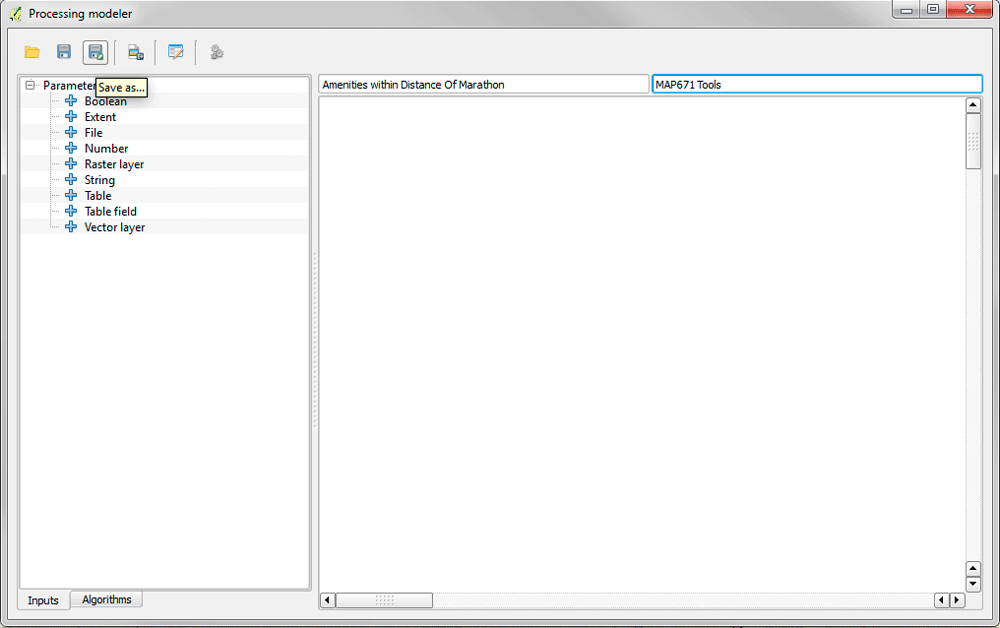 Processing modeler
Save as...
Parameter
Boolean
Extent
File
Number
Raster layer
String
Table
Table field
Vector layer
Amenities within Distance Of Marathon
MAP671 Tools
Inputs
Algorithms